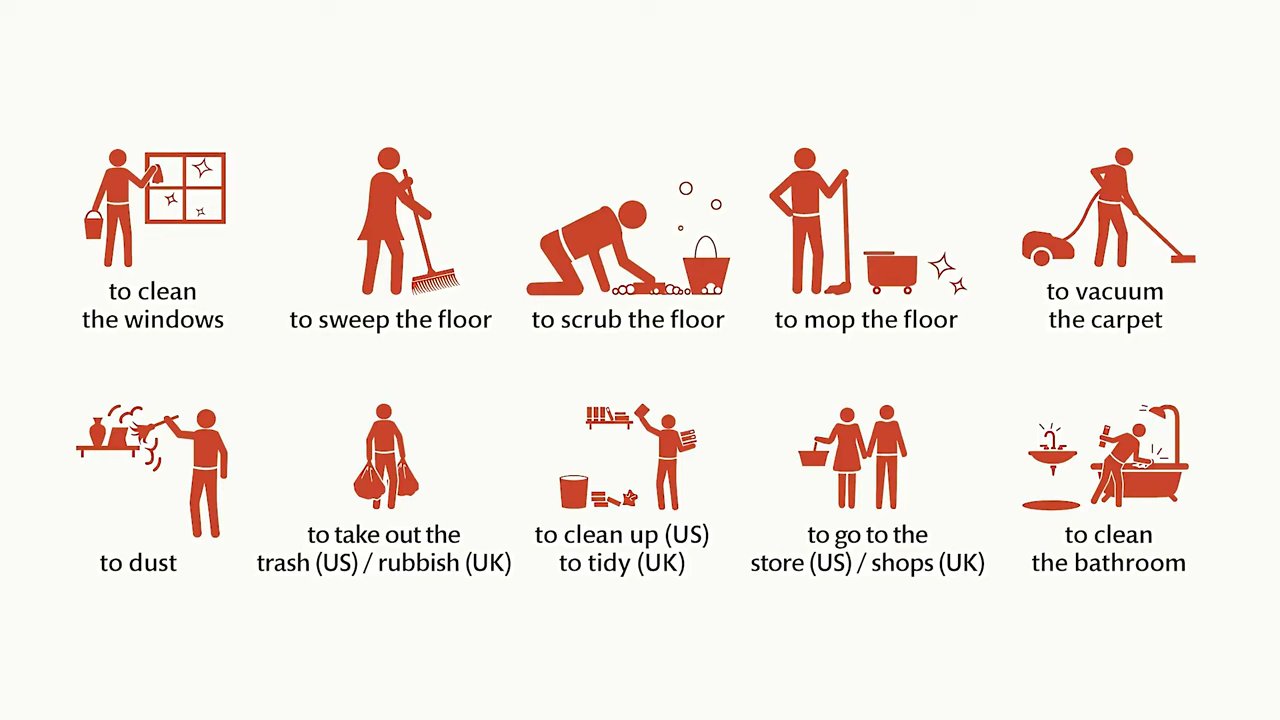 to clean
the windows
to sweep the floor
to scrub the floor
to mop the floor
to vacuum
the carpet
to dust
to take out the
trash (US) / rubbish (UK)
to clean up (US)
to tidy (UK)
to go to the
store (US) / shops (UK)
to clean
the bathroom